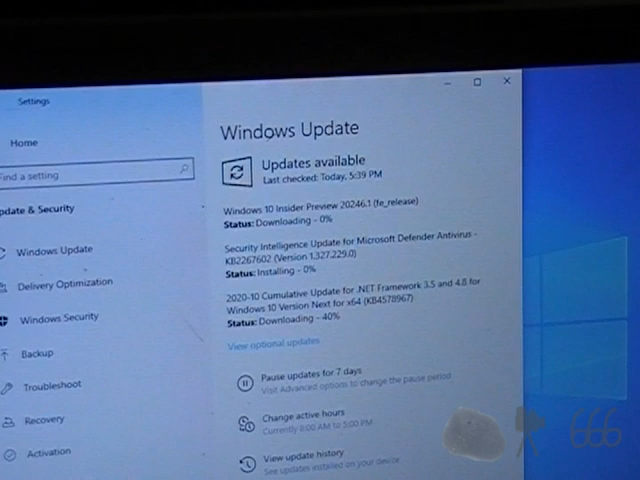 Settings
Home
Find a setting
pdate & Security
Windows Update
Delivery Optimization
Windows Security
Backup
Troubleshoot
Recovery
Activation
Windows Update
Updates available
Last checked: Today, 5:39 PM
Windows 10 Insider Preview 20246.1 (fe_release)
Status: Downloading - 0%
Security Intelligence Update for Microsoft Defender Antivirus -
KB2267602 (Version 1.327.229.0)
Status: Installing - 0%
2020-10 Cumulative Update for .NET Framework 3.5 and 4.8 for
Windows 10 Version Next for x64 (KB4578967)
Status: Downloading - 40%
View optional updates
Pause updates for 7 days
Visit Advanced options to change the pause period
Change active hours
Currently 8:00 AM to 5:00 PM
View update history
See updates installed on your device
666